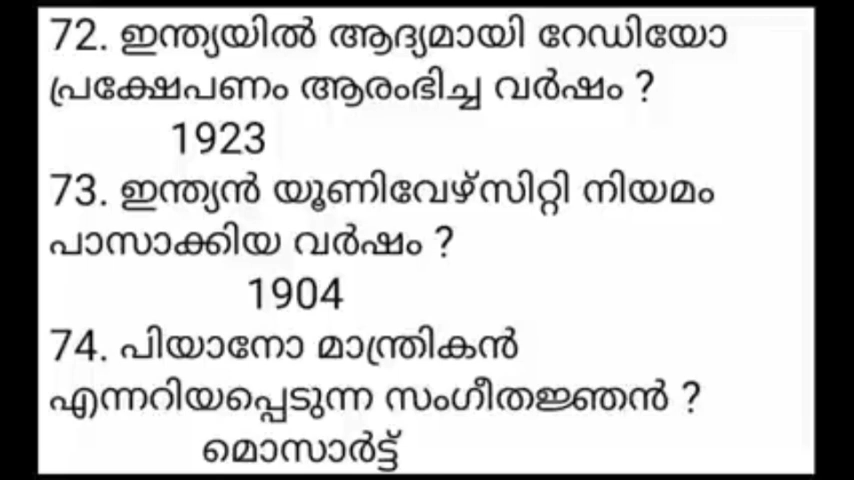 72. ഇന്ത്യയിൽ ആദ്യമായി റേഡിയോ
പ്രക്ഷേപണം ആരംഭിച്ച വർഷം ?
1923
73. ഇന്ത്യൻ യൂണിവേഴ്സിറ്റി നിയമം
പാസാക്കിയ വർഷം ?
1904
74. പിയാനോ മാന്ത്രികൻ
എന്നറിയപ്പെടുന്ന സംഗീതജ്ഞൻ ?
മൊസാർട്ട്